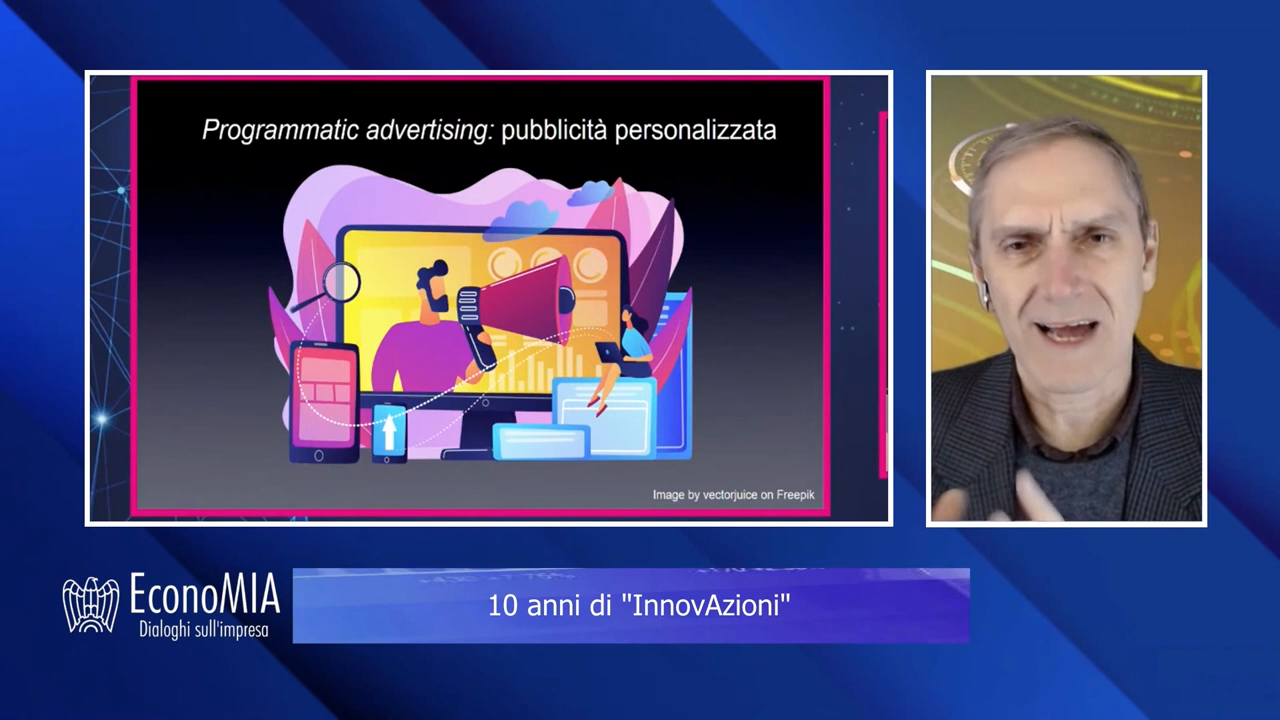 Programmatic advertising: pubblicità personalizzata
Image by vectorjuice on Freepik
EconoMIA
Dialoghi sull'impresa
10 anni di "InnovAzioni"